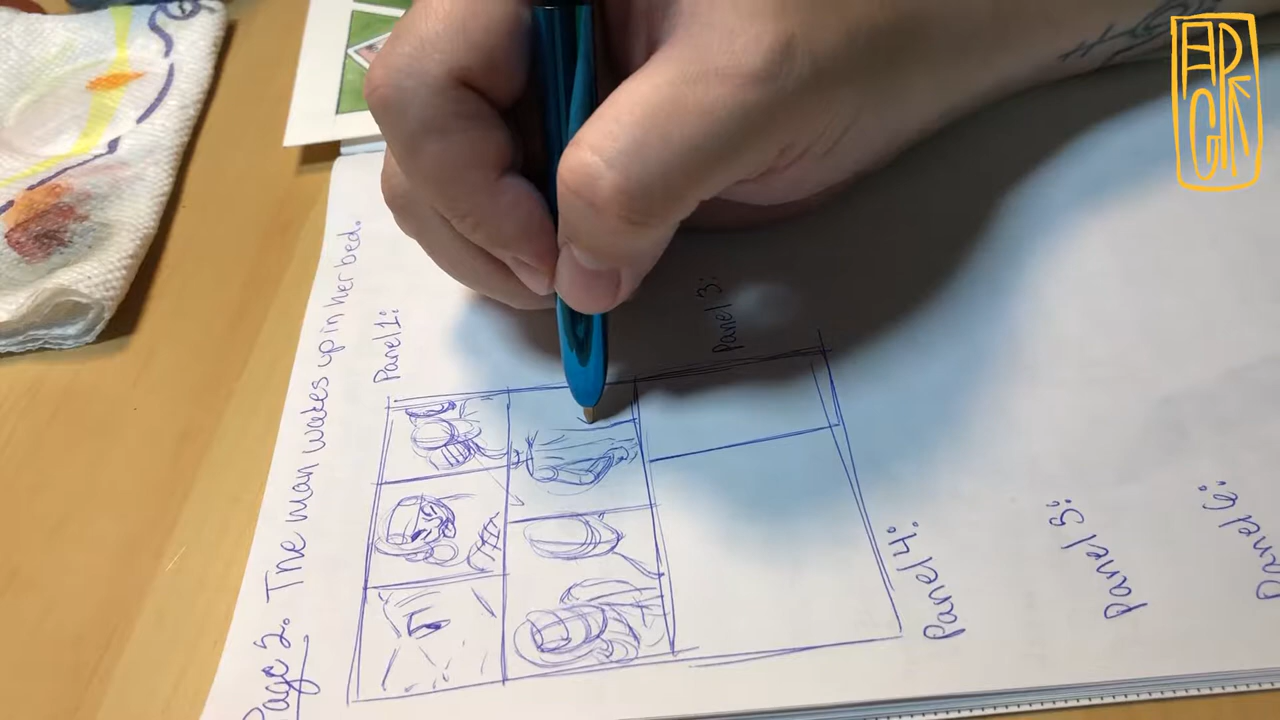 Page 2. The man wakes up in her bed.
Panel 1:
Panel 3:
Panel 4:
Panel 5:
Panel 6: